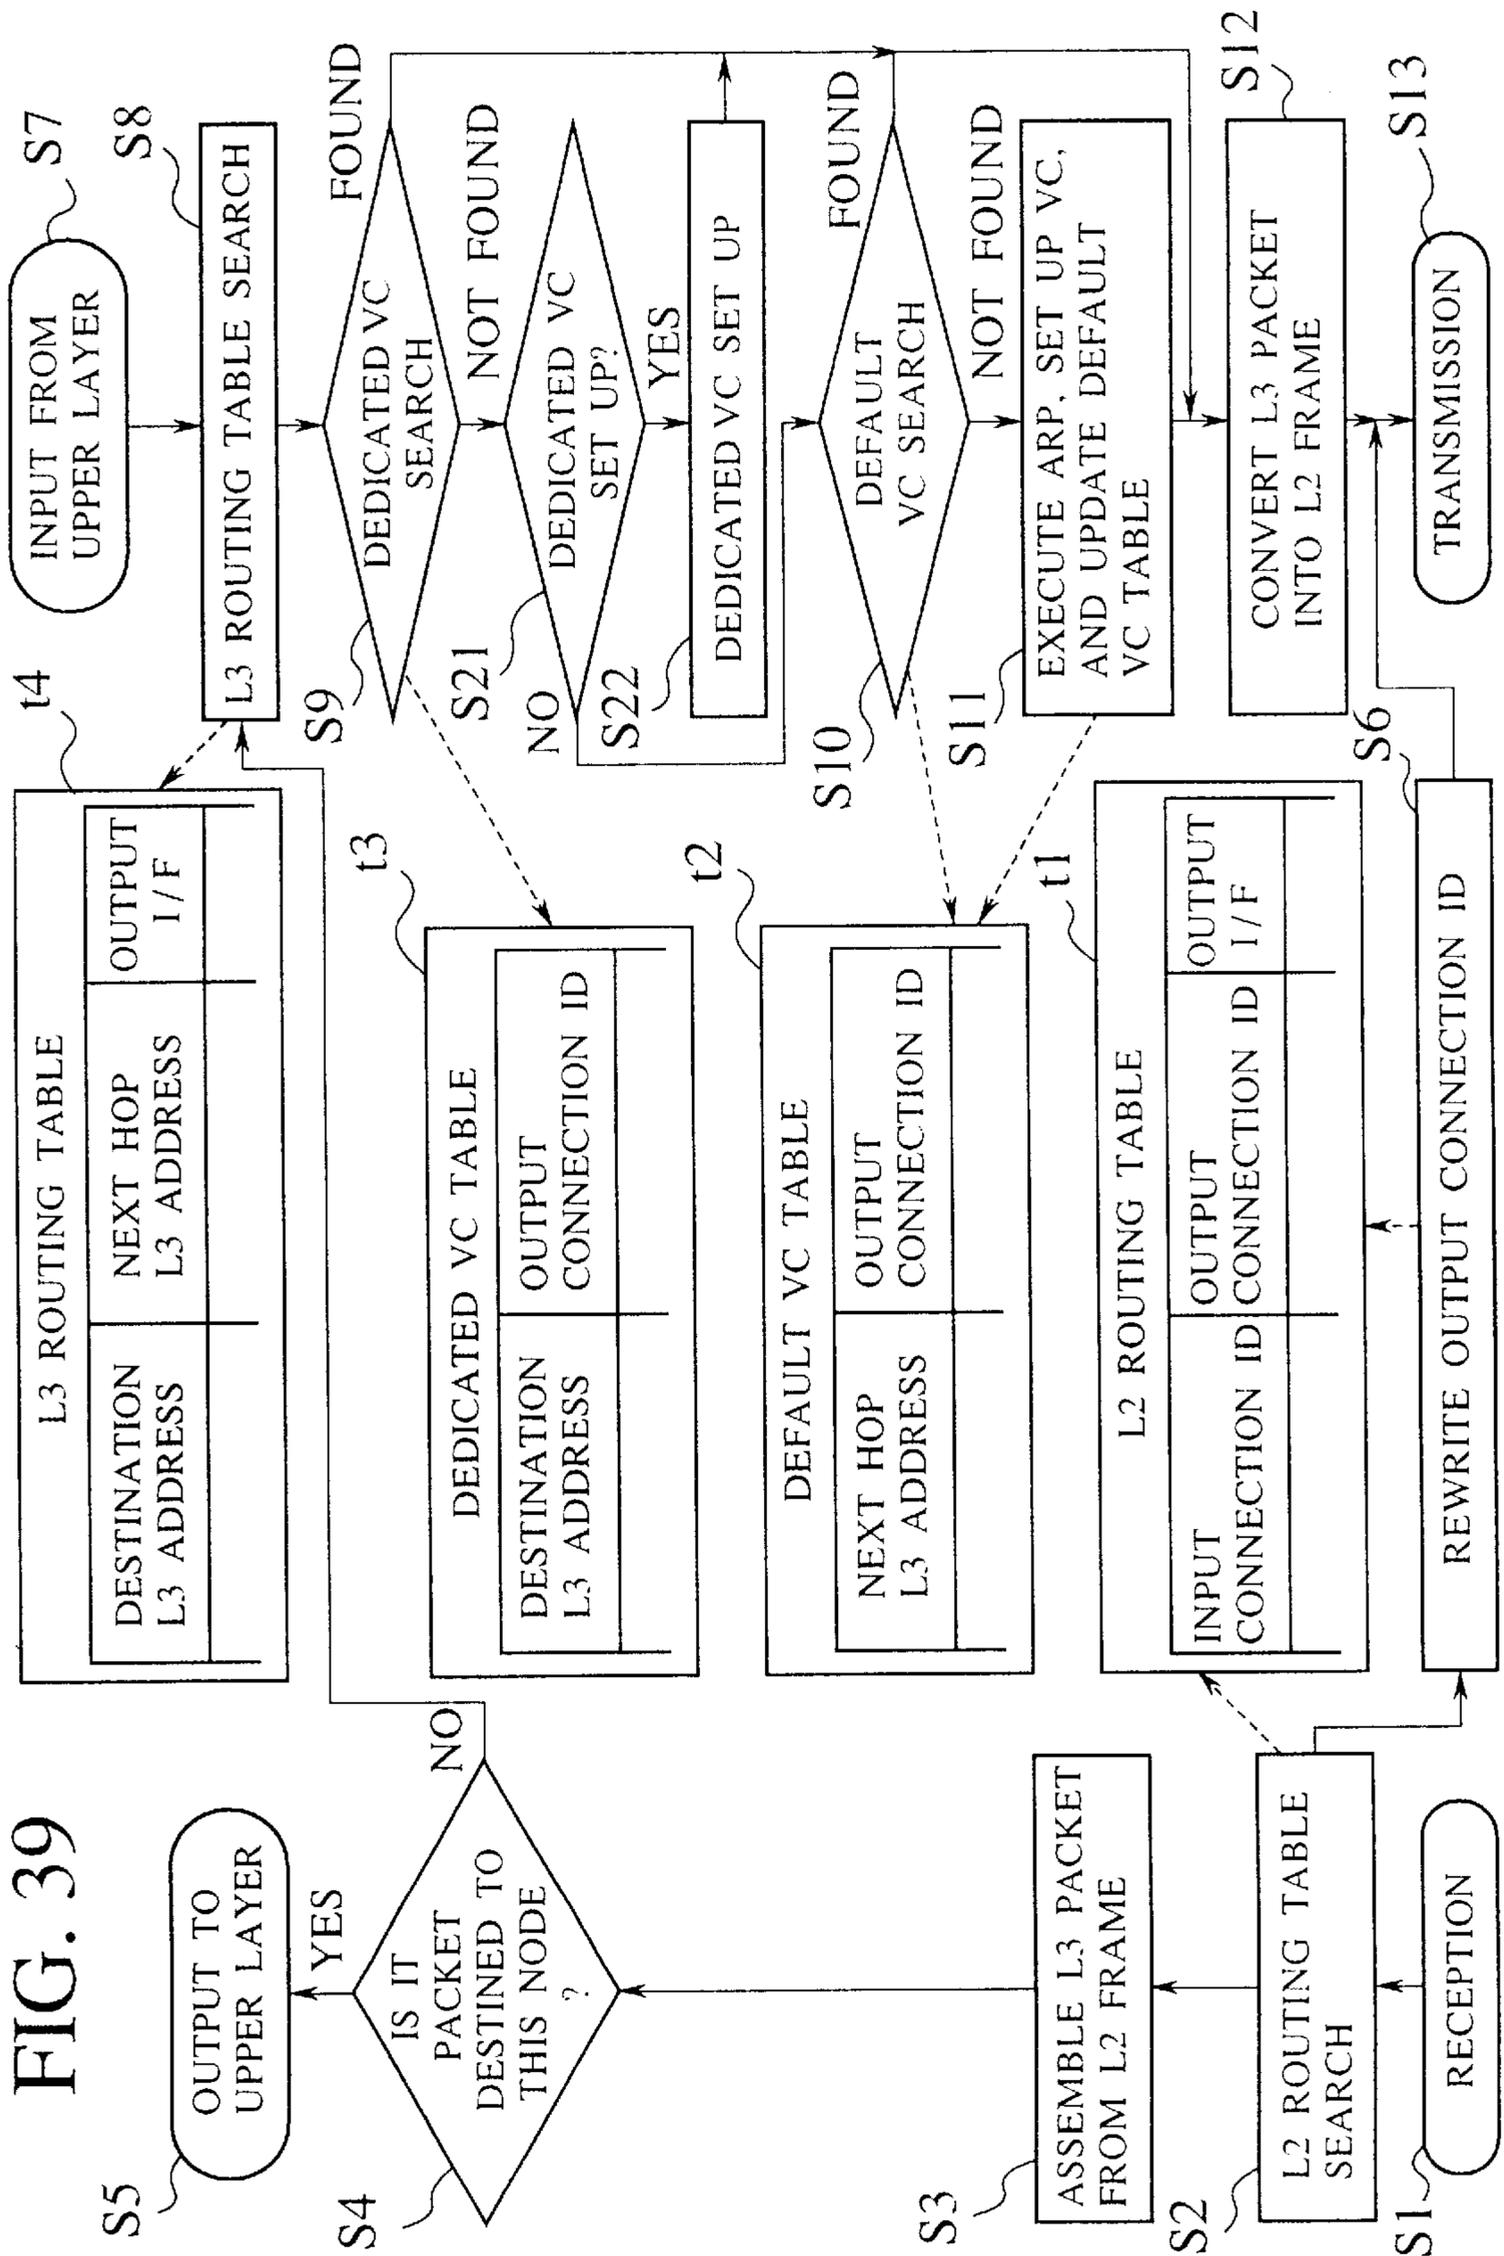 FIG. 39
S5
OUTPUT TO
UPPER LAYER
YES
S4
IS IT
PACKET
DESTINED TO
THIS NODE
?
NO
S3
ASSEMBLE L3 PACKET
FROM L2 FRAME
S2
L2 ROUTING TABLE
SEARCH
S1
RECEPTION
t4
L3 ROUTING TABLE
DESTINATION
L3 ADDRESS
NEXT HOP
L3 ADDRESS
OUTPUT
I/F
t3
DEDICATED VC TABLE
DESTINATION
L3 ADDRESS
OUTPUT
CONNECTION ID
t2
DEFAULT VC TABLE
NEXT HOP
L3 ADDRESS
OUTPUT
CONNECTION ID
t1
L2 ROUTING TABLE
INPUT
CONNECTION ID
OUTPUT
CONNECTION ID
OUTPUT
I/F
S6
REWRITE OUTPUT CONNECTION ID
INPUT FROM
UPPER LAYER
S7
S8
L3 ROUTING TABLE SEARCH
S9
DEDICATED VC
SEARCH
FOUND
NOT FOUND
S21
DEDICATED VC
SET UP?
NO
YES
S22
DEDICATED VC SET UP
S10
DEFAULT
VC SEARCH
FOUND
NOT FOUND
S11
EXECUTE ARP, SET UP VC,
AND UPDATE DEFAULT
VC TABLE
S12
CONVERT L3 PACKET
INTO L2 FRAME
S13
TRANSMISSION